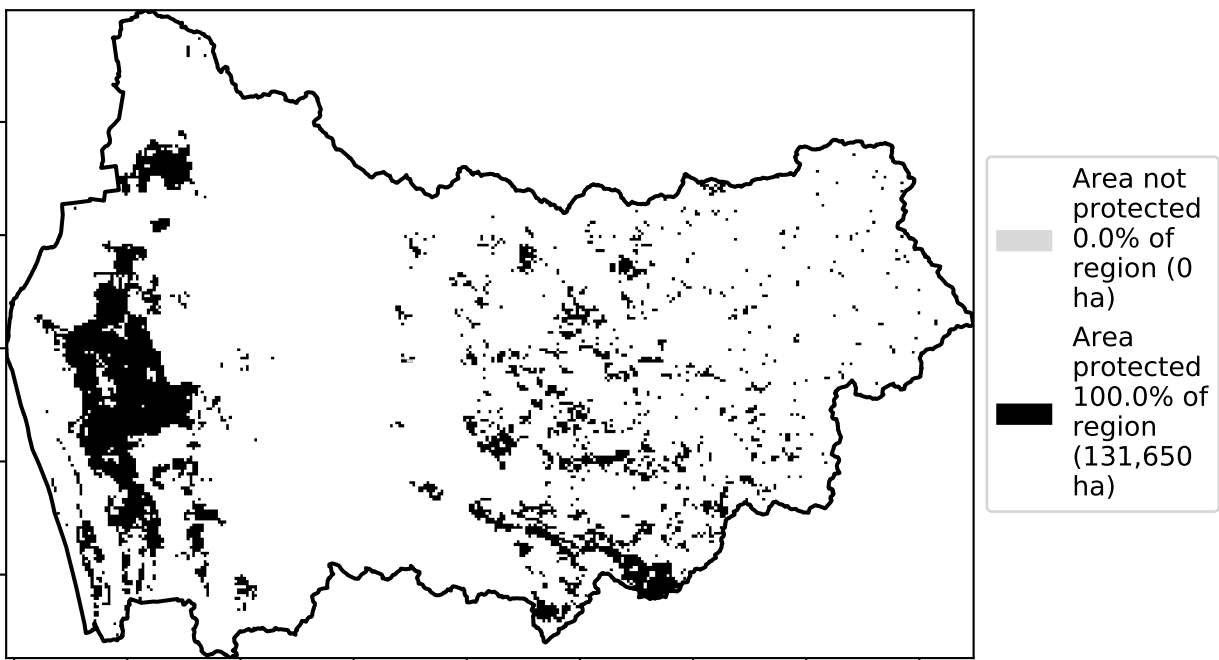 Area not
protected
0.0% of
region (0
ha)
Area
protected
100.0% of
region
(131,650
ha)